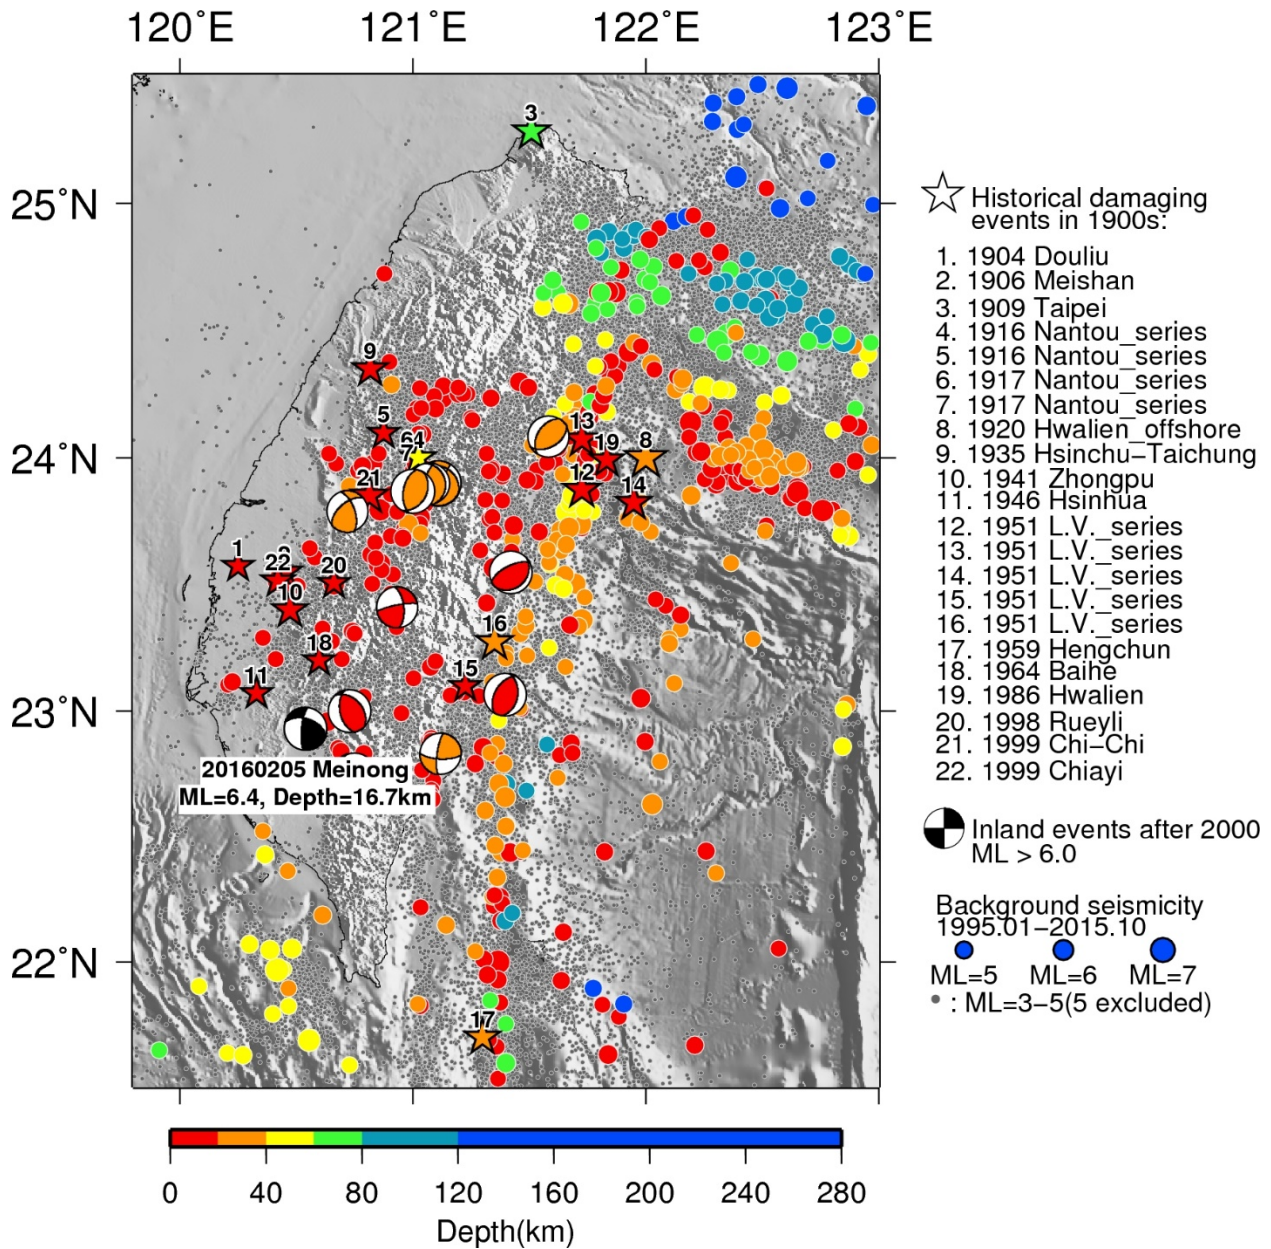 120˚E 121˚E 122˚E 123˚E
25˚N
24˚N
23˚N
22˚N
3
9
5
64
7
13
19
8
21
12
14
1
2
22
20
10
16
18
15
11
20160205 Meinong
ML=6.4, Depth=16.7km
17
Historical damaging
events in 1900s:
1. 1904 Douliu
2. 1906 Meishan
3. 1909 Taipei
4. 1916 Nantou_series
5. 1916 Nantou_series
6. 1917 Nantou_series
7. 1917 Nantou_series
8. 1920 Hwalien_offshore
9. 1935 Hsinchu−Taichung
10. 1941 Zhongpu
11. 1946 Hsinhua
12. 1951 L.V._series
13. 1951 L.V._series
14. 1951 L.V._series
15. 1951 L.V._series
16. 1951 L.V._series
17. 1959 Hengchun
18. 1964 Baihe
19. 1986 Hwalien
20. 1998 Rueyli
21. 1999 Chi−Chi
22. 1999 Chiayi
Inland events after 2000
ML > 6.0
Background seismicity
1995.01−2015.10
ML=5 ML=6 ML=7
: ML=3−5(5 excluded)
0 40 80 120 160 200 240 280
Depth(km)